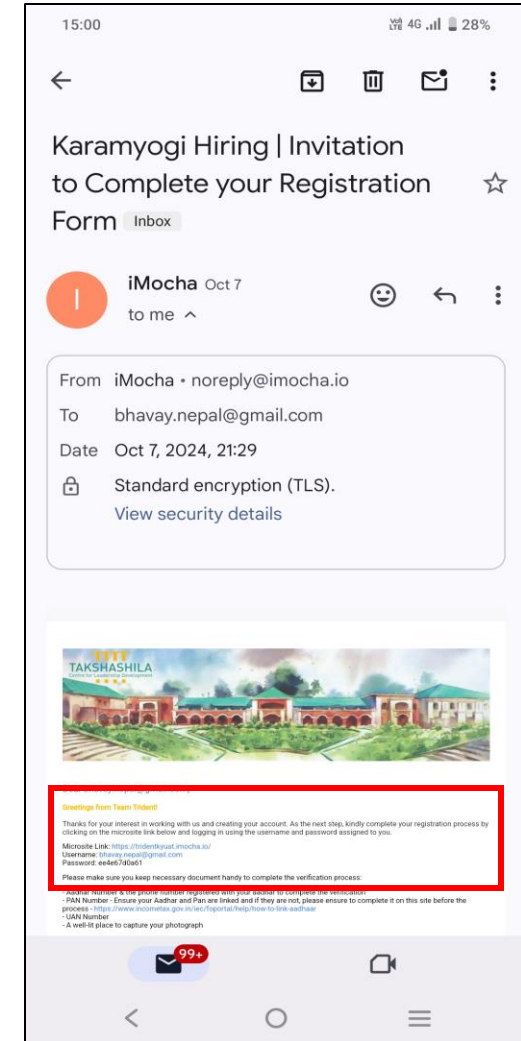 15:00
Vo) LTE 4G 28%
Karamyogi Hiring | Invitation
to Complete your Registration
Form Inbox
I
iMocha Oct 7
to me
From iMocha • noreply@imocha.io
To bhavay.nepal@gmail.com
Date Oct 7, 2024, 21:29
Standard encryption (TLS).
View security details
TAKSHASHILA
Centre for Leadership Development
Greetings from Team Trident!
Thanks for your interest in working with us and creating your account. As the next step, kindly complete your registration process by
clicking on the microsite link below and logging in using the username and password assigned to you.
Microsite Link: https://tridentkyuat.imocha.io/
Username: bhavay.nepal@gmail.com
Password: ee4e67d0a61
Please make sure you keep necessary document handy to complete the verification process:
- Aadhar Number & the phone number registered with your aadhar to complete the verification
- PAN Number - Ensure your Aadhar and Pan are linked and if they are not, please ensure to complete it on this site before the
process - https://www.incometax.gov.in/iec/foportal/help/how-to-link-aadhaar
- UAN Number
- A well-lit place to capture your photograph
99+